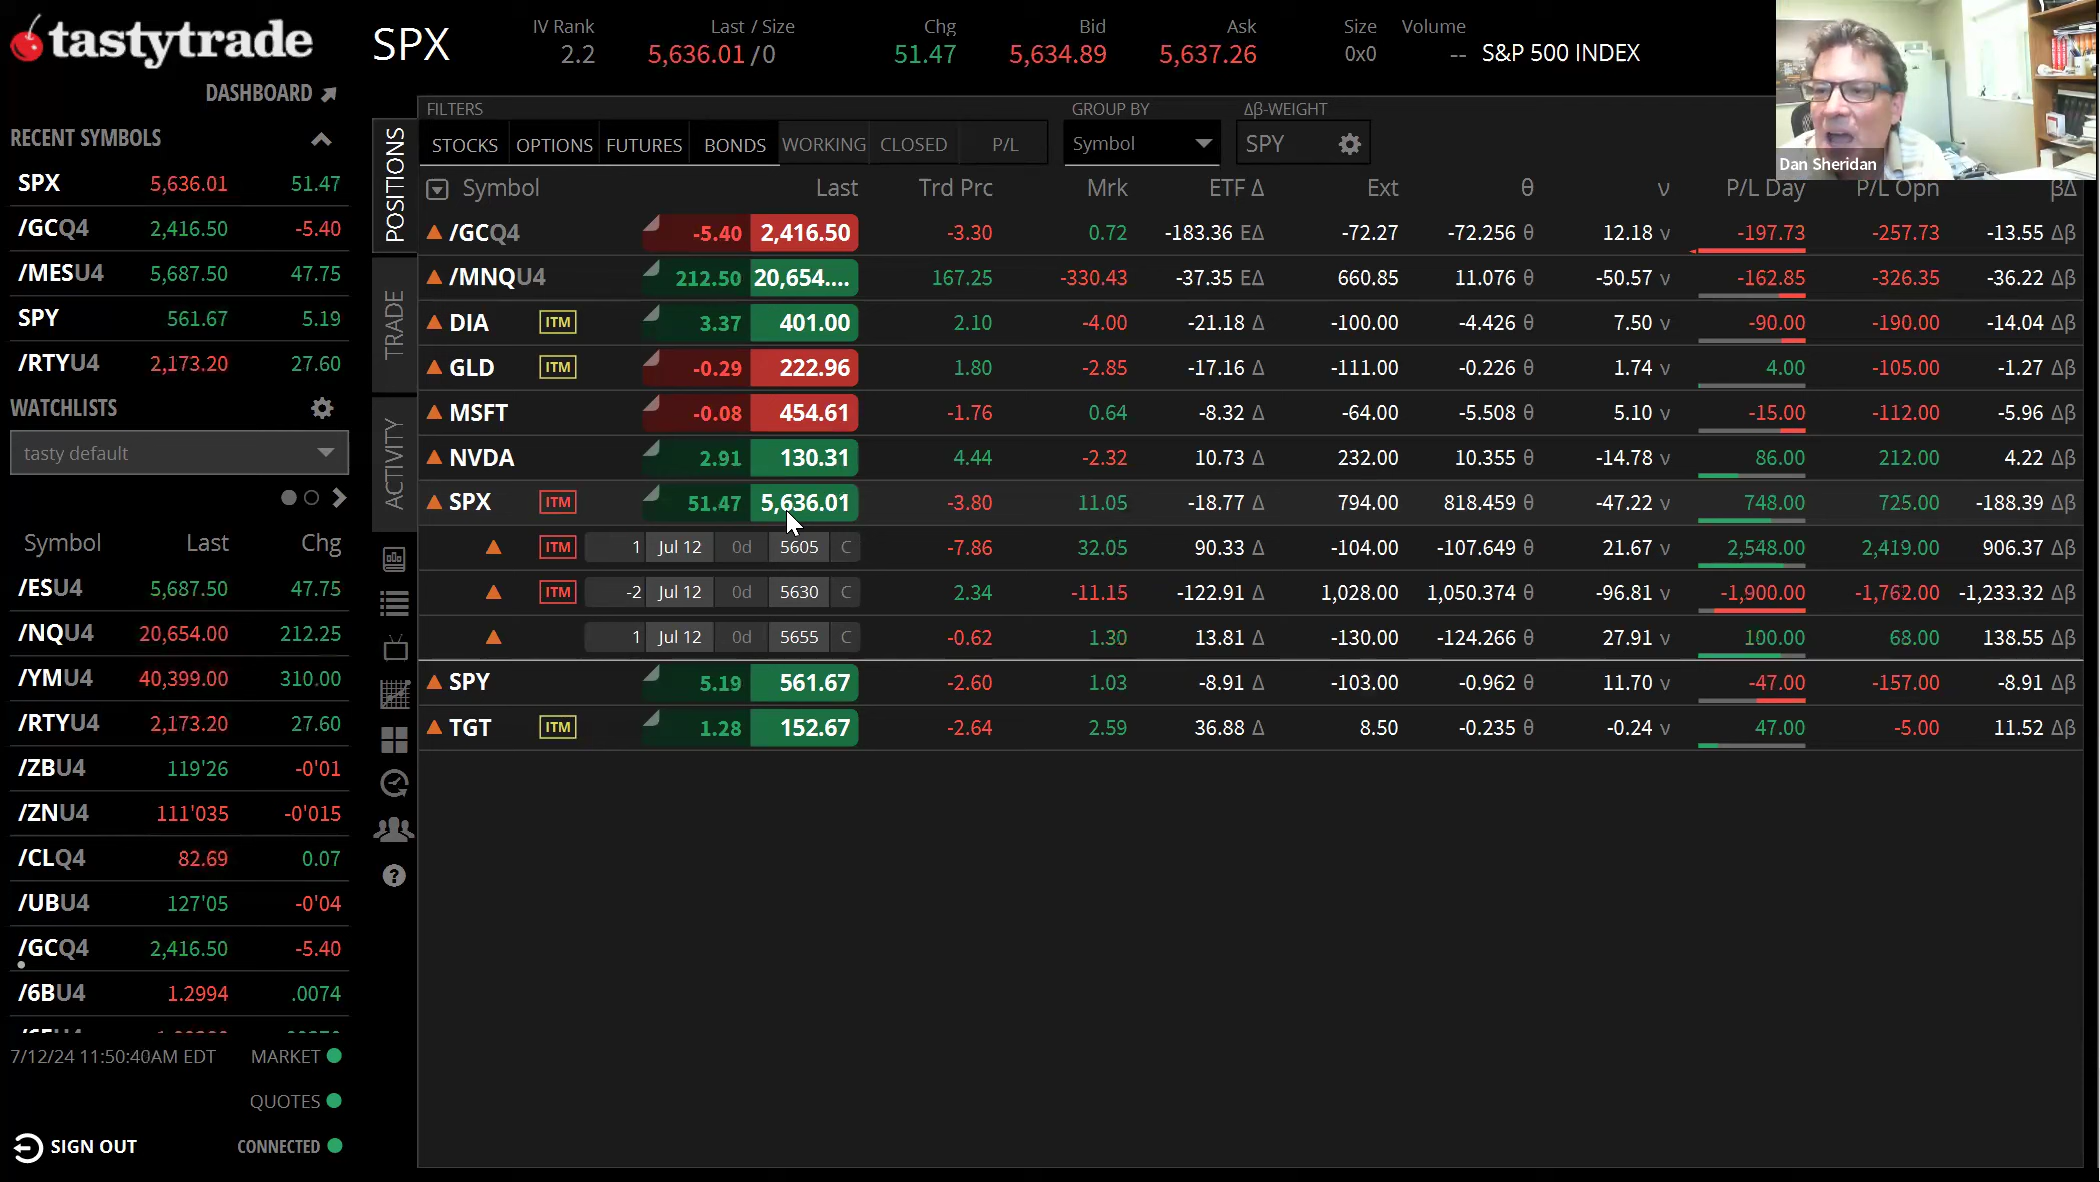 tastytrade
DASHBOARD
SPX
IV Rank
2.2
Last / Size
5,636.01 / 0
Chg
51.47
Bid
5,634.89
Ask
5,637.26
Size
0x0
Volume
--
S&P 500 INDEX
Dan Sheridan
RECENT SYMBOLS
SPX 5,636.01 51.47
/GCQ4 2,416.50 -5.40
/MESU4 5,687.50 47.75
SPY 561.67 5.19
/RTYU4 2,173.20 27.60
WATCHLISTS
tasty default
Symbol Last Chg
/ESU4 5,687.50 47.75
/NQU4 20,654.00 212.25
/YMU4 40,399.00 310.00
/RTYU4 2,173.20 27.60
/ZBU4 119'26 -0'01
/ZNU4 111'035 -0'015
/CLQ4 82.69 0.07
/UBU4 127'05 -0'04
/GCQ4 2,416.50 -5.40
/6BU4 1.2994 .0074
7/12/24 11:50:40AM EDT MARKET
QUOTES
SIGN OUT CONNECTED
POSITIONS
TRADE
ACTIVITY
?
FILTERS
STOCKS OPTIONS FUTURES BONDS WORKING CLOSED P/L
GROUP BY
Symbol
Δβ-WEIGHT
SPY
Symbol Last Trd Prc Mrk ETF Δ Ext θ ν P/L Day P/L Opn βΔ
/GCQ4 -5.40 2,416.50 -3.30 0.72 -183.36 EΔ -72.27 -72.256 θ 12.18 ν -197.73 -257.73 -13.55 Δβ
/MNQU4 212.50 20,654.... 167.25 -330.43 -37.35 EΔ 660.85 11.076 θ -50.57 ν -162.85 -326.35 -36.22 Δβ
DIA ITM 3.37 401.00 2.10 -4.00 -21.18 Δ -100.00 -4.426 θ 7.50 ν -90.00 -190.00 -14.04 Δβ
GLD ITM -0.29 222.96 1.80 -2.85 -17.16 Δ -111.00 -0.226 θ 1.74 ν 4.00 -105.00 -1.27 Δβ
MSFT -0.08 454.61 -1.76 0.64 -8.32 Δ -64.00 -5.508 θ 5.10 ν -15.00 -112.00 -5.96 Δβ
NVDA 2.91 130.31 4.44 -2.32 10.73 Δ 232.00 10.355 θ -14.78 ν 86.00 212.00 4.22 Δβ
SPX ITM 51.47 5,636.01 -3.80 11.05 -18.77 Δ 794.00 818.459 θ -47.22 ν 748.00 725.00 -188.39 Δβ
ITM 1 Jul 12 0d 5605 C -7.86 32.05 90.33 Δ -104.00 -107.649 θ 21.67 ν 2,548.00 2,419.00 906.37 Δβ
ITM -2 Jul 12 0d 5630 C 2.34 -11.15 -122.91 Δ 1,028.00 1,050.374 θ -96.81 ν -1,900.00 -1,762.00 -1,233.32 Δβ
1 Jul 12 0d 5655 C -0.62 1.30 13.81 Δ -130.00 -124.266 θ 27.91 ν 100.00 68.00 138.55 Δβ
SPY 5.19 561.67 -2.60 1.03 -8.91 Δ -103.00 -0.962 θ 11.70 ν -47.00 -157.00 -8.91 Δβ
TGT ITM 1.28 152.67 -2.64 2.59 36.88 Δ 8.50 -0.235 θ -0.24 ν 47.00 -5.00 11.52 Δβ